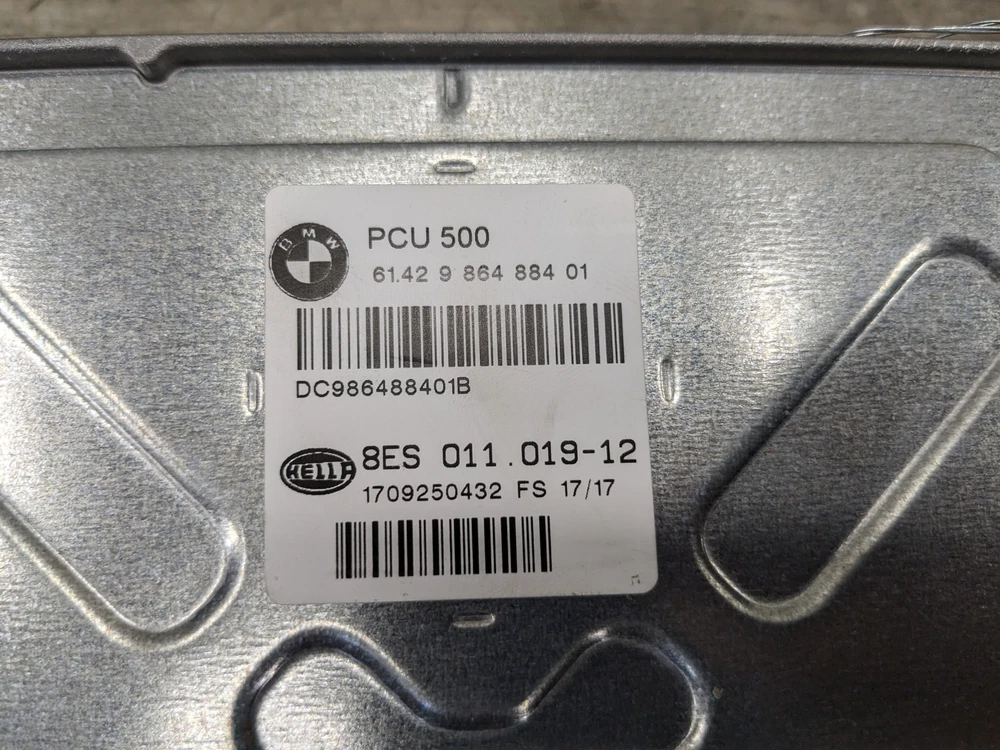 BMW
PCU 500
61.42 9 864 884 01
DC986488401B
HELLA
8ES 011.019-12
1709250432 FS 17/17